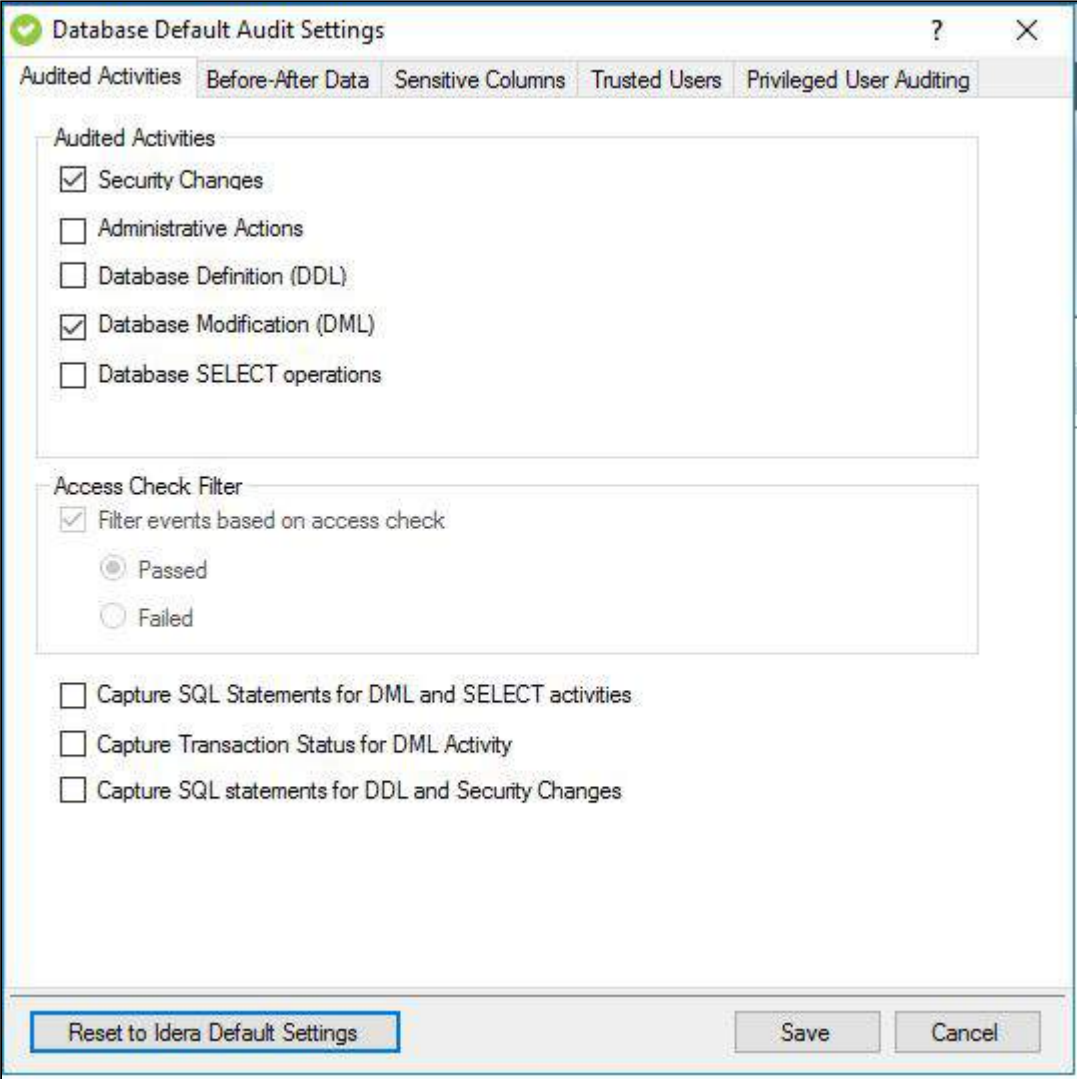 Database Default Audit Settings ?
Audited Activities Before-After Data Sensitive Columns Trusted Users Privileged User Auditing
Audited Activities
Security Changes
Administrative Actions
Database Definition (DDL)
Database Modification (DML)
Database SELECT operations
Access Check Filter
Filter events based on access check
Passed
Failed
Capture SQL Statements for DML and SELECT activities
Capture Transaction Status for DML Activity
Capture SQL statements for DDL and Security Changes
Reset to Idera Default Settings Save Cancel